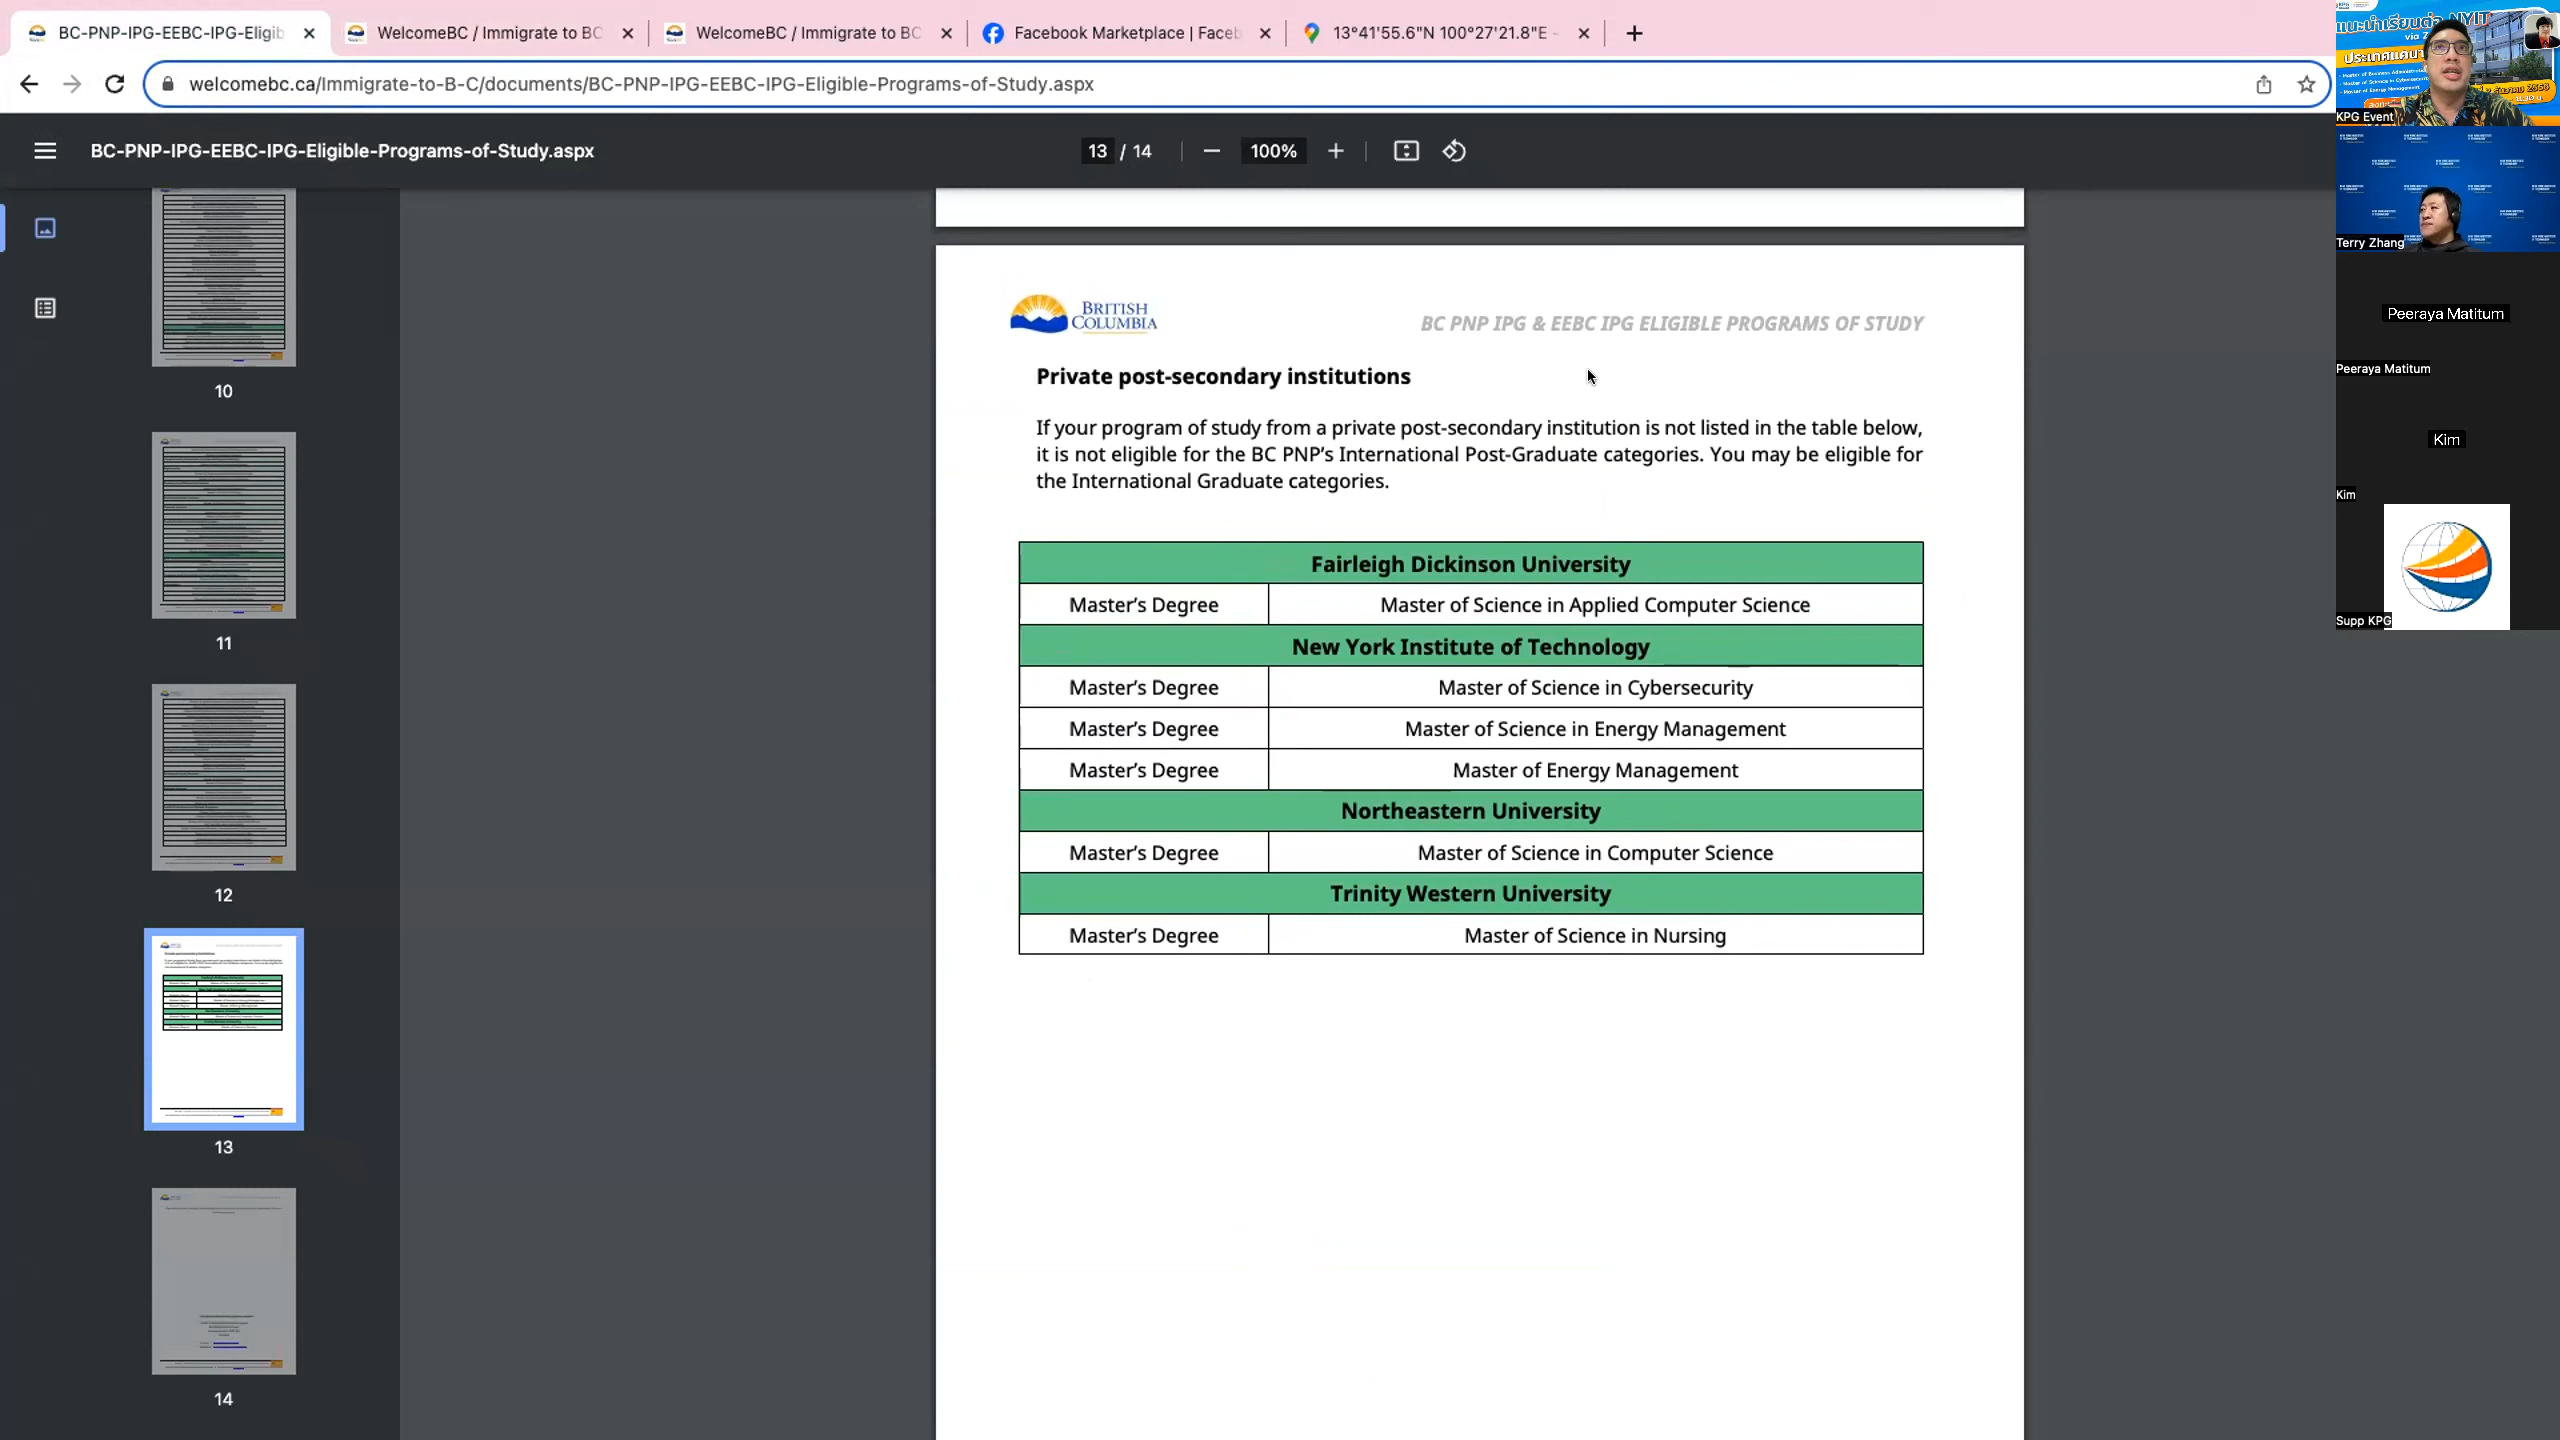 BC-PNP-IPG-EEBC-IPG-Eligib
WelcomeBC / Immigrate to BC
WelcomeBC / Immigrate to BC
Facebook Marketplace | Faceb
13°41'55.6"N 100°27'21.8"E -
welcomebc.ca/Immigrate-to-B-C/documents/BC-PNP-IPG-EEBC-IPG-Eligible-Programs-of-Study.aspx
BC-PNP-IPG-EEBC-IPG-Eligible-Programs-of-Study.aspx
13 / 14
100%
10
11
12
13
14
BRITISH
COLUMBIA
BC PNP IPG & EEBC IPG ELIGIBLE PROGRAMS OF STUDY
Private post-secondary institutions
If your program of study from a private post-secondary institution is not listed in the table below,
it is not eligible for the BC PNP’s International Post-Graduate categories. You may be eligible for
the International Graduate categories.
Fairleigh Dickinson University
Master’s Degree Master of Science in Applied Computer Science
New York Institute of Technology
Master’s Degree Master of Science in Cybersecurity
Master’s Degree Master of Science in Energy Management
Master’s Degree Master of Energy Management
Northeastern University
Master’s Degree Master of Science in Computer Science
Trinity Western University
Master’s Degree Master of Science in Nursing
KPG Event
Terry Zhang
Peeraya Matitum
Peeraya Matitum
Kim
Kim
Supp KPG